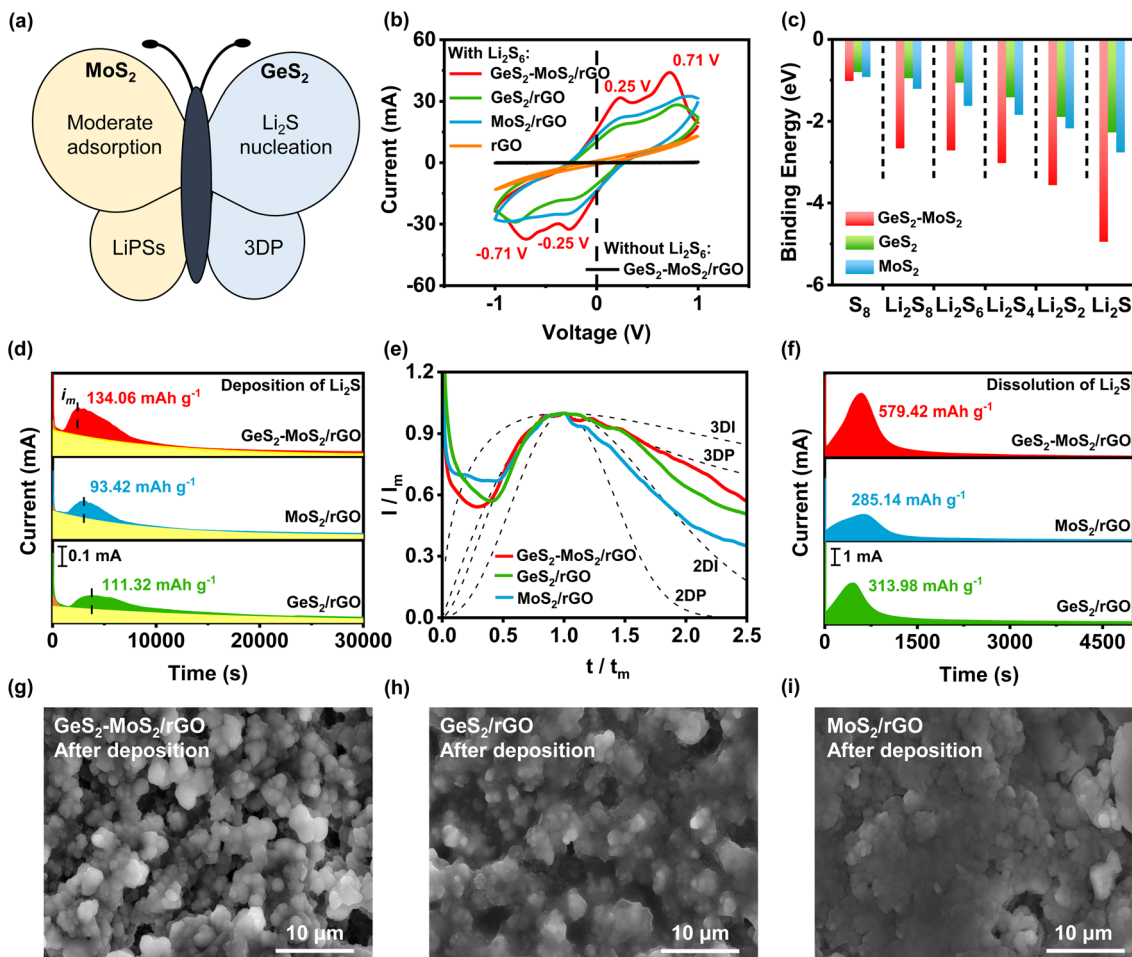 (a)
MoS₂
GeS₂
Moderate
adsorption
Li₂S
nucleation
LiPSs
3DP
(b)
60
30
0
-30
-60
Current (mA)
With Li₂S₆:
GeS₂-MoS₂/rGO
GeS₂/rGO
MoS₂/rGO
rGO
0.25 V
0.71 V
-0.71 V
-0.25 V
Without Li₂S₆:
GeS₂-MoS₂/rGO
-1
0
1
Voltage (V)
(c)
0
-2
-4
-6
Binding Energy (eV)
GeS₂-MoS₂
GeS₂
MoS₂
S₈
Li₂S₈
Li₂S₆
Li₂S₄
Li₂S₂
Li₂S
(d)
Current (mA)
Deposition of Li₂S
iₘ
134.06 mAh g⁻¹
GeS₂-MoS₂/rGO
93.42 mAh g⁻¹
MoS₂/rGO
0.1 mA
111.32 mAh g⁻¹
GeS₂/rGO
0
10000
20000
30000
Time (s)
(e)
1.2
0.9
0.6
0.3
0.0
I / Iₘ
3DI
3DP
2DI
2DP
GeS₂-MoS₂/rGO
GeS₂/rGO
MoS₂/rGO
0.0
0.5
1.0
1.5
2.0
2.5
t / tₘ
(f)
Current (mA)
Dissolution of Li₂S
579.42 mAh g⁻¹
GeS₂-MoS₂/rGO
285.14 mAh g⁻¹
MoS₂/rGO
1 mA
313.98 mAh g⁻¹
GeS₂/rGO
0
1500
3000
4500
Time (s)
(g)
GeS₂-MoS₂/rGO
After deposition
10 μm
(h)
GeS₂/rGO
After deposition
10 μm
(i)
MoS₂/rGO
After deposition
10 μm